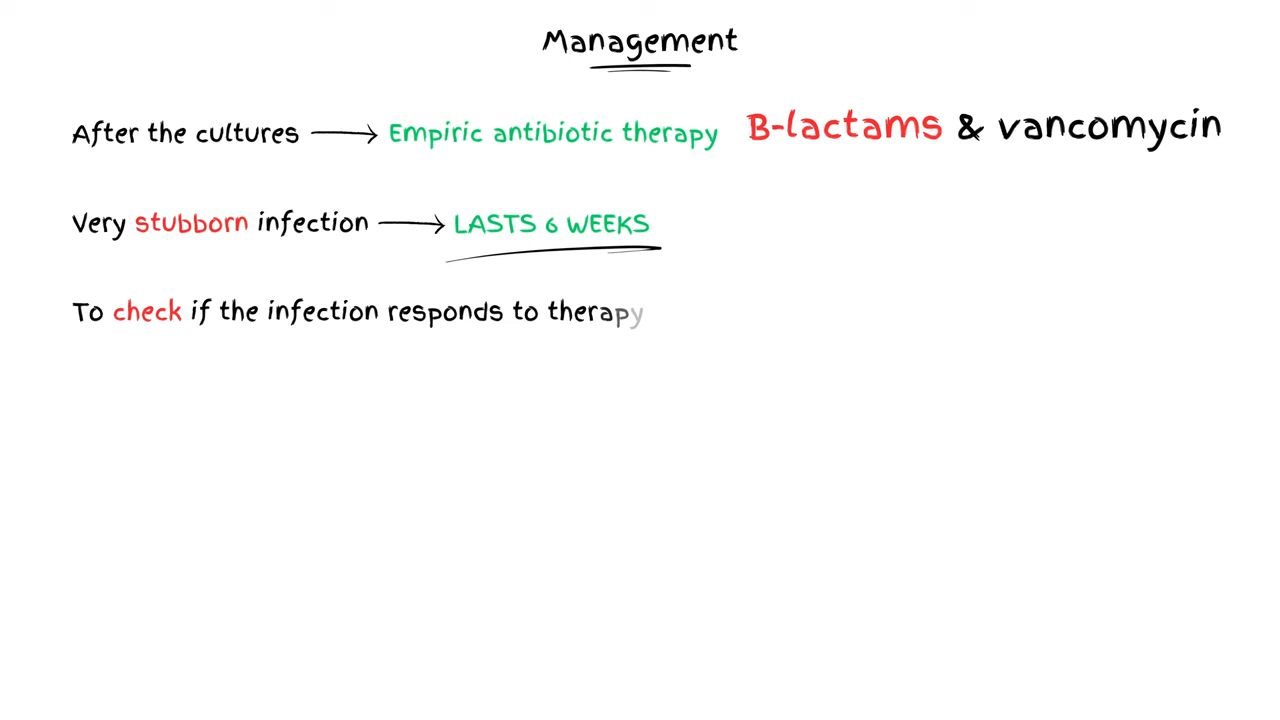 Management
After the cultures → Empiric antibiotic therapy B-lactams & vancomycin
Very stubborn infection → LASTS 6 WEEKS
To check if the infection responds to therapy